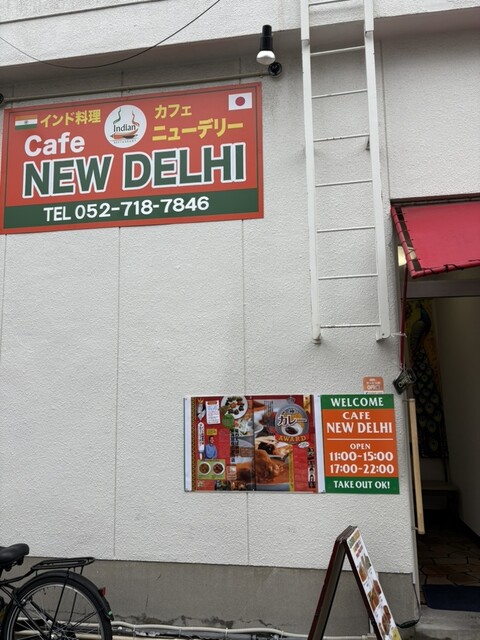 インド料理
カフェ
Indian
Cafe
ニューデリー
NEW DELHI
TEL 052-718-7846
WELCOME
CAFE
NEW DELHI
OPEN
11:00-15:00
17:00-22:00
TAKE OUT OK!
カレー
AWARD